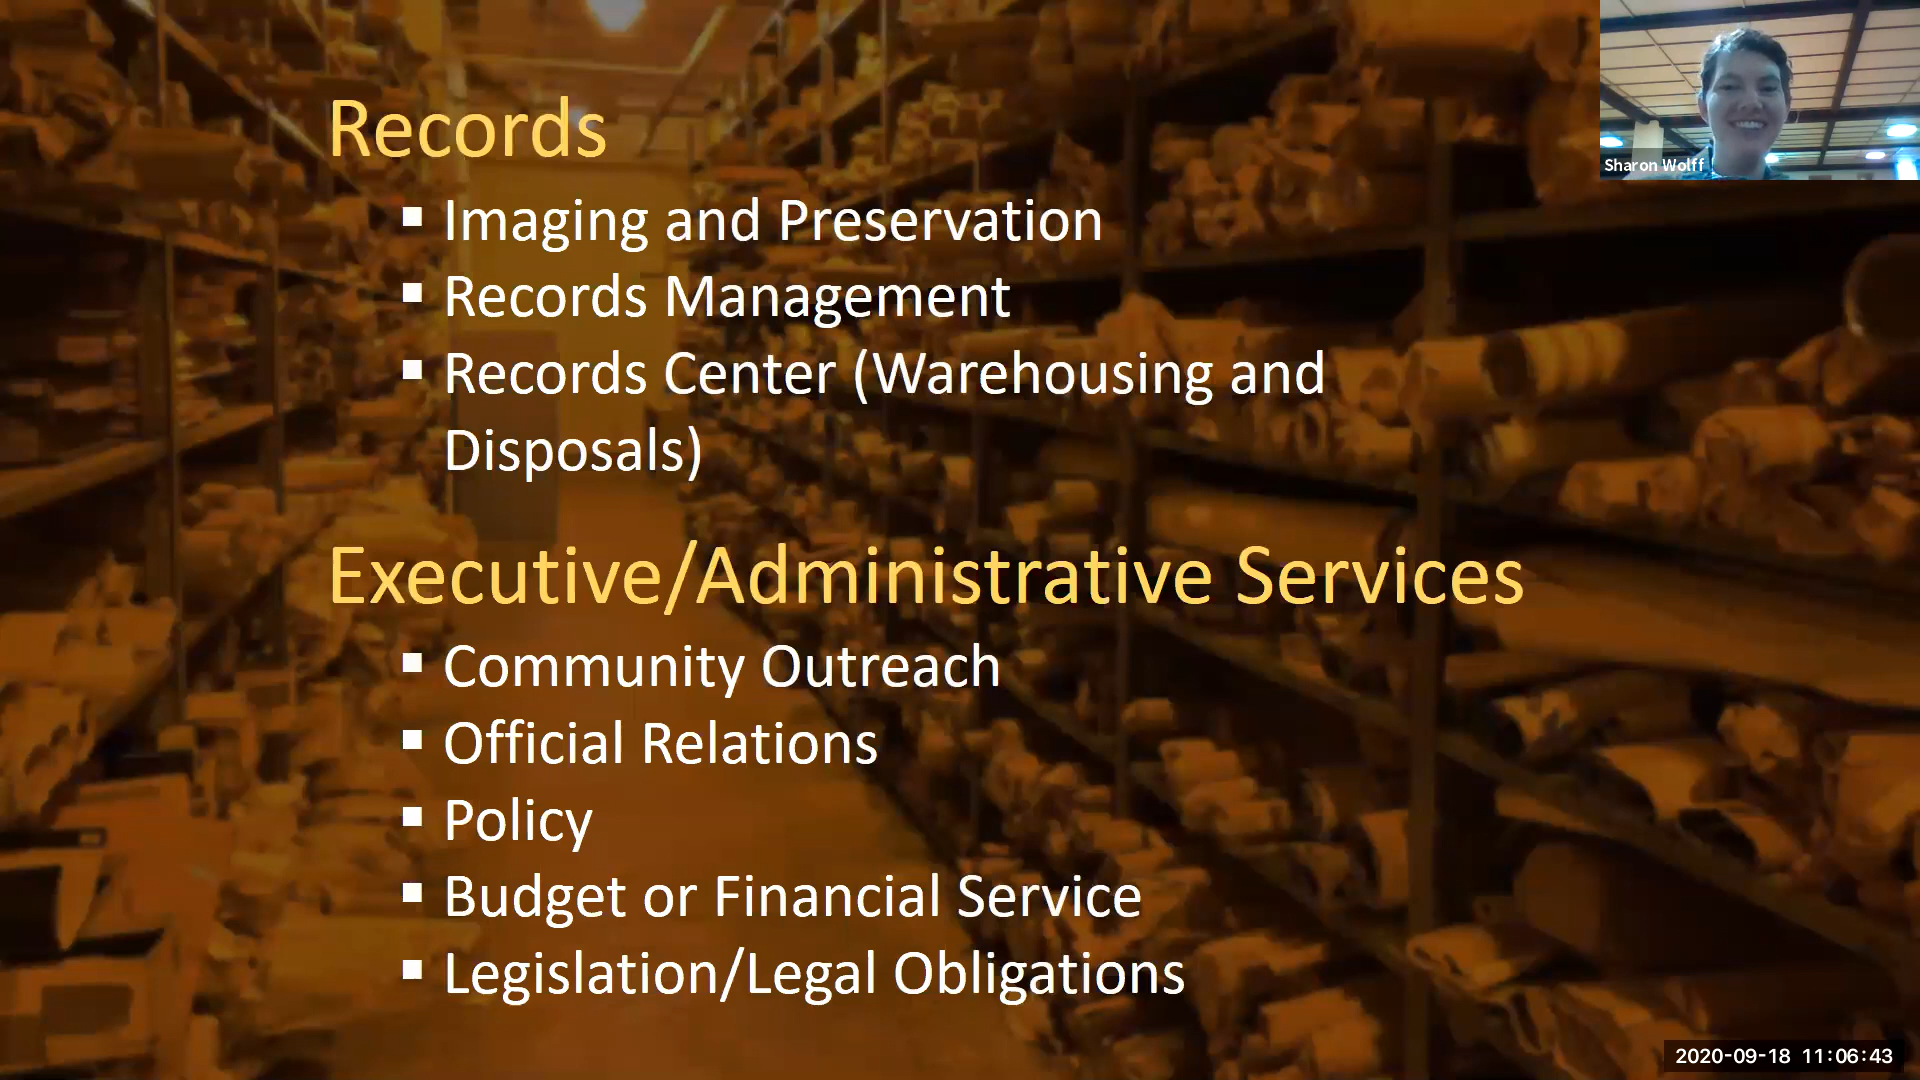 Records
▪ Imaging and Preservation
▪ Records Management
▪ Records Center (Warehousing and
Disposals)
Executive/Administrative Services
▪ Community Outreach
▪ Official Relations
▪ Policy
▪ Budget or Financial Service
▪ Legislation/Legal Obligations
Sharon Wolff
2020-09-18 11:06:43